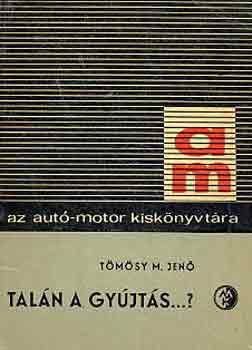 am
az autó-motor kiskönyvtára
TÖMÖSY M. JENŐ
TALÁN A GYÚJTÁS...?